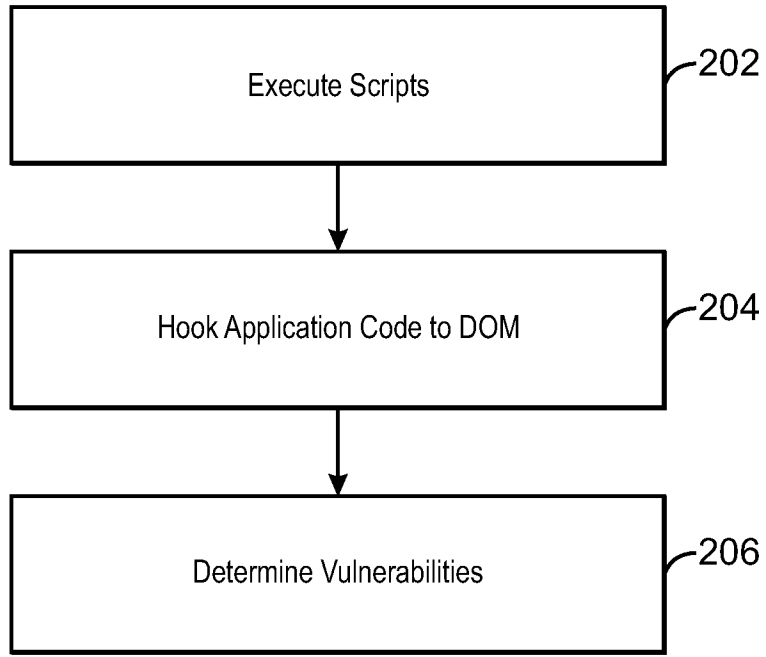 Execute Scripts
202
Hook Application Code to DOM
204
Determine Vulnerabilities
206